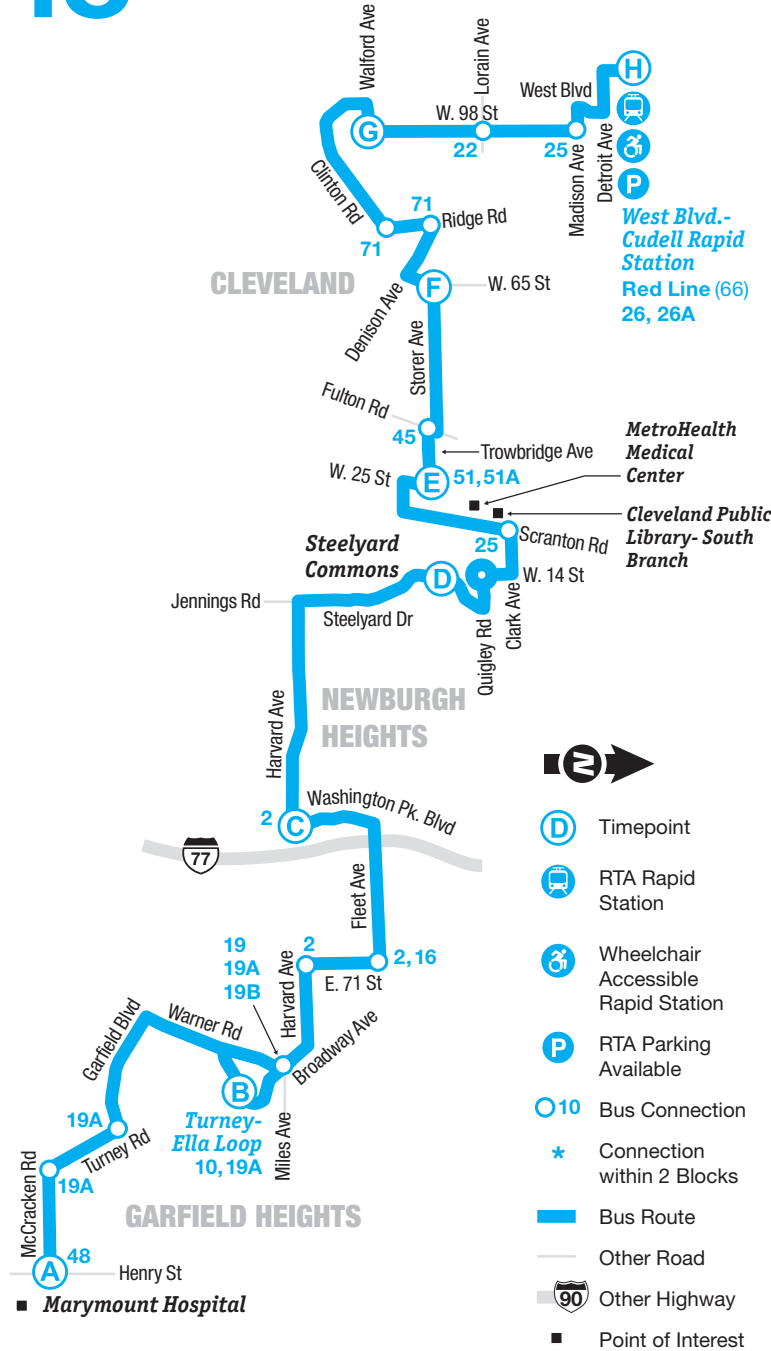 Walford Ave
Lorain Ave
West Blvd
H
W. 98 St
G
22
25
Madison Ave
Detroit Ave
P
Clinton Rd
71
Ridge Rd
71
West Blvd.-
Cudell Rapid
Station
Red Line (66)
26, 26A
CLEVELAND
Denison Ave
F
W. 65 St
Storer Ave
Fulton Rd
45
Trowbridge Ave
MetroHealth
Medical
Center
W. 25 St
E
51, 51A
Cleveland Public
Library- South
Branch
Scranton Rd
25
Steelyard
Commons
D
W. 14 St
Clark Ave
Quigley Rd
Jennings Rd
Steelyard Dr
Harvard Ave
NEWBURGH
HEIGHTS
N
Washington Pk. Blvd
2
C
77
Fleet Ave
D
Timepoint
RTA Rapid
Station
19
19A
19B
2
2, 16
Harvard Ave
E. 71 St
Wheelchair
Accessible
Rapid Station
Garfield Blvd
Warner Rd
Broadway Ave
P
RTA Parking
Available
B
Turney-
Ella Loop
10, 19A
Miles Ave
10
Bus Connection
19A
Turney Rd
*
Connection
within 2 Blocks
McCracken Rd
19A
GARFIELD HEIGHTS
Bus Route
48
A
Henry St
Other Road
Marymount Hospital
90
Other Highway
Point of Interest